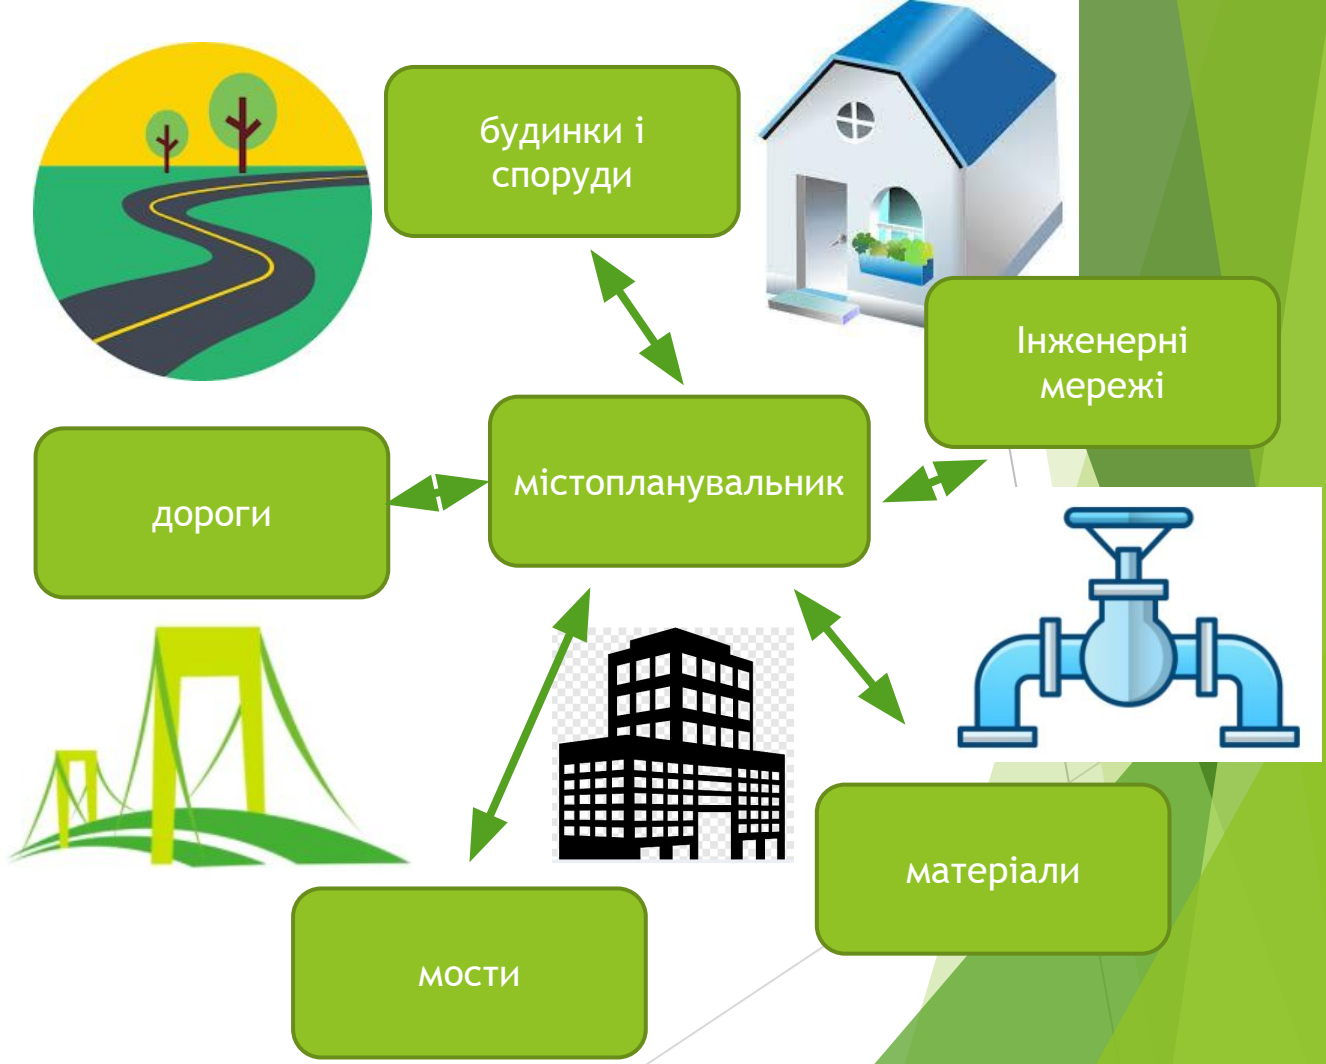 будинки і
споруди
Інженерні
мережі
містопланувальник
дороги
матеріали
мости